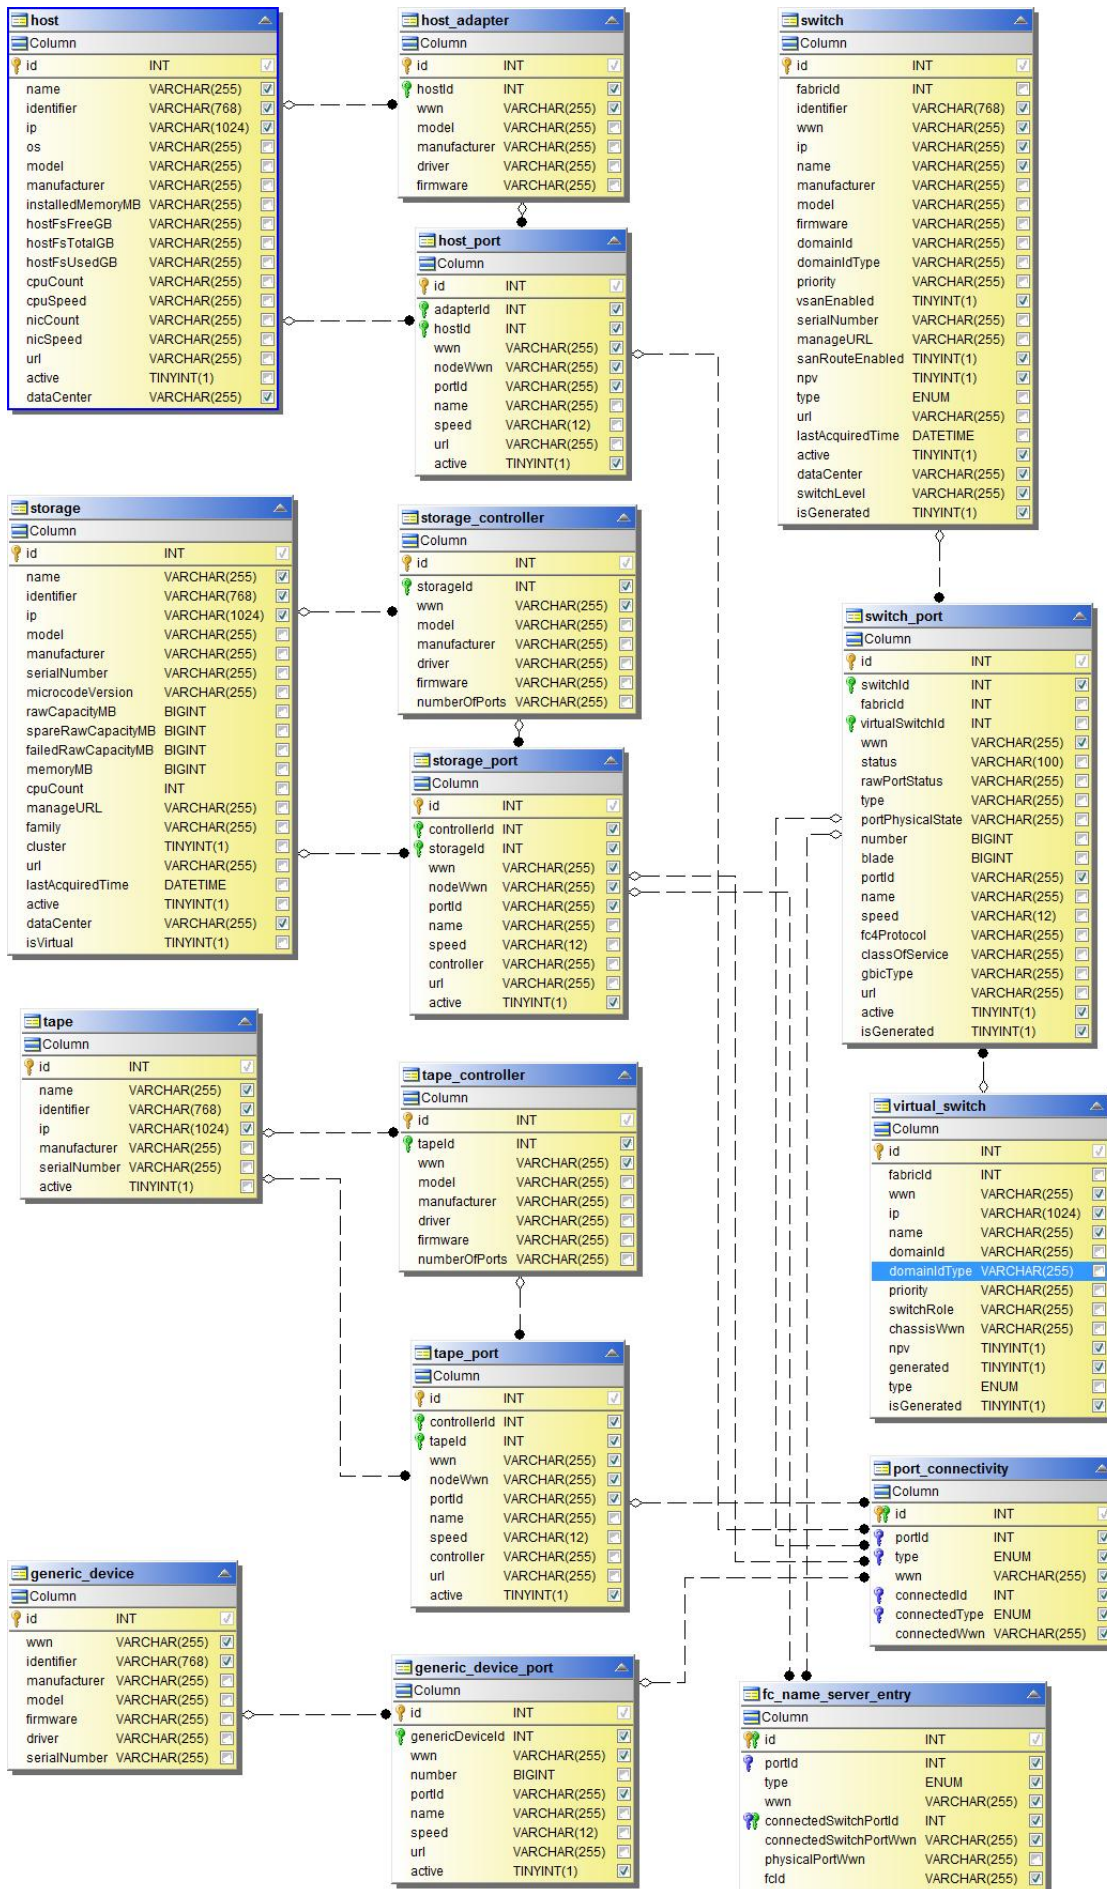 host
Column
id INT
name VARCHAR(255)
identifier VARCHAR(768)
ip VARCHAR(1024)
os VARCHAR(255)
model VARCHAR(255)
manufacturer VARCHAR(255)
installedMemoryMB VARCHAR(255)
hostFsFreeGB VARCHAR(255)
hostFsTotalGB VARCHAR(255)
hostFsUsedGB VARCHAR(255)
cpuCount VARCHAR(255)
cpuSpeed VARCHAR(255)
nicCount VARCHAR(255)
nicSpeed VARCHAR(255)
url VARCHAR(255)
active TINYINT(1)
dataCenter VARCHAR(255)
host_adapter
Column
id INT
hostId INT
wwn VARCHAR(255)
model VARCHAR(255)
manufacturer VARCHAR(255)
driver VARCHAR(255)
firmware VARCHAR(255)
host_port
Column
id INT
adapterId INT
hostId INT
wwn VARCHAR(255)
nodeWwn VARCHAR(255)
portId VARCHAR(255)
name VARCHAR(255)
speed VARCHAR(12)
url VARCHAR(255)
active TINYINT(1)
switch
Column
id INT
fabricId INT
identifier VARCHAR(768)
wwn VARCHAR(255)
ip VARCHAR(255)
name VARCHAR(255)
manufacturer VARCHAR(255)
model VARCHAR(255)
firmware VARCHAR(255)
domainId VARCHAR(255)
domainIdType VARCHAR(255)
priority VARCHAR(255)
vsanEnabled TINYINT(1)
serialNumber VARCHAR(255)
manageURL VARCHAR(255)
sanRouteEnabled TINYINT(1)
npv TINYINT(1)
type ENUM
url VARCHAR(255)
lastAcquiredTime DATETIME
active TINYINT(1)
dataCenter VARCHAR(255)
switchLevel VARCHAR(255)
isGenerated TINYINT(1)
storage
Column
id INT
name VARCHAR(255)
identifier VARCHAR(768)
ip VARCHAR(1024)
model VARCHAR(255)
manufacturer VARCHAR(255)
serialNumber VARCHAR(255)
microcodeVersion VARCHAR(255)
rawCapacityMB BIGINT
spareRawCapacityMB BIGINT
failedRawCapacityMB BIGINT
memoryMB BIGINT
cpuCount INT
manageURL VARCHAR(255)
family VARCHAR(255)
cluster TINYINT(1)
url VARCHAR(255)
lastAcquiredTime DATETIME
active TINYINT(1)
dataCenter VARCHAR(255)
isVirtual TINYINT(1)
storage_controller
Column
id INT
storageId INT
wwn VARCHAR(255)
model VARCHAR(255)
manufacturer VARCHAR(255)
driver VARCHAR(255)
firmware VARCHAR(255)
numberOfPorts VARCHAR(255)
storage_port
Column
id INT
controllerId INT
storageId INT
wwn VARCHAR(255)
nodeWwn VARCHAR(255)
portId VARCHAR(255)
name VARCHAR(255)
speed VARCHAR(12)
controller VARCHAR(255)
url VARCHAR(255)
active TINYINT(1)
switch_port
Column
id INT
switchId INT
fabricId INT
virtualSwitchId INT
wwn VARCHAR(255)
status VARCHAR(100)
rawPortStatus VARCHAR(255)
type VARCHAR(255)
portPhysicalState VARCHAR(255)
number BIGINT
blade BIGINT
portId VARCHAR(255)
name VARCHAR(255)
speed VARCHAR(12)
fc4Protocol VARCHAR(255)
classOfService VARCHAR(255)
gbicType VARCHAR(255)
url VARCHAR(255)
active TINYINT(1)
isGenerated TINYINT(1)
tape
Column
id INT
name VARCHAR(255)
identifier VARCHAR(768)
ip VARCHAR(1024)
manufacturer VARCHAR(255)
serialNumber VARCHAR(255)
active TINYINT(1)
tape_controller
Column
id INT
tapeId INT
wwn VARCHAR(255)
model VARCHAR(255)
manufacturer VARCHAR(255)
driver VARCHAR(255)
firmware VARCHAR(255)
numberOfPorts VARCHAR(255)
virtual_switch
Column
id INT
fabricId INT
wwn VARCHAR(255)
ip VARCHAR(1024)
name VARCHAR(255)
domainId VARCHAR(255)
domainIdType VARCHAR(255)
priority VARCHAR(255)
switchRole VARCHAR(255)
chassisWwn VARCHAR(255)
npv TINYINT(1)
generated TINYINT(1)
type ENUM
isGenerated TINYINT(1)
tape_port
Column
id INT
controllerId INT
tapeId INT
wwn VARCHAR(255)
nodeWwn VARCHAR(255)
portId VARCHAR(255)
name VARCHAR(255)
speed VARCHAR(12)
controller VARCHAR(255)
url VARCHAR(255)
active TINYINT(1)
port_connectivity
Column
id INT
portId INT
type ENUM
wwn VARCHAR(255)
connectedId INT
connectedType ENUM
connectedWwn VARCHAR(255)
generic_device
Column
id INT
wwn VARCHAR(255)
identifier VARCHAR(768)
manufacturer VARCHAR(255)
model VARCHAR(255)
firmware VARCHAR(255)
driver VARCHAR(255)
serialNumber VARCHAR(255)
generic_device_port
Column
id INT
genericDeviceId INT
wwn VARCHAR(255)
number BIGINT
portId VARCHAR(255)
name VARCHAR(255)
speed VARCHAR(12)
url VARCHAR(255)
active TINYINT(1)
fc_name_server_entry
Column
id INT
portId INT
type ENUM
wwn VARCHAR(255)
connectedSwitchPortId INT
connectedSwitchPortWwn VARCHAR(255)
physicalPortWwn VARCHAR(255)
fcId VARCHAR(255)